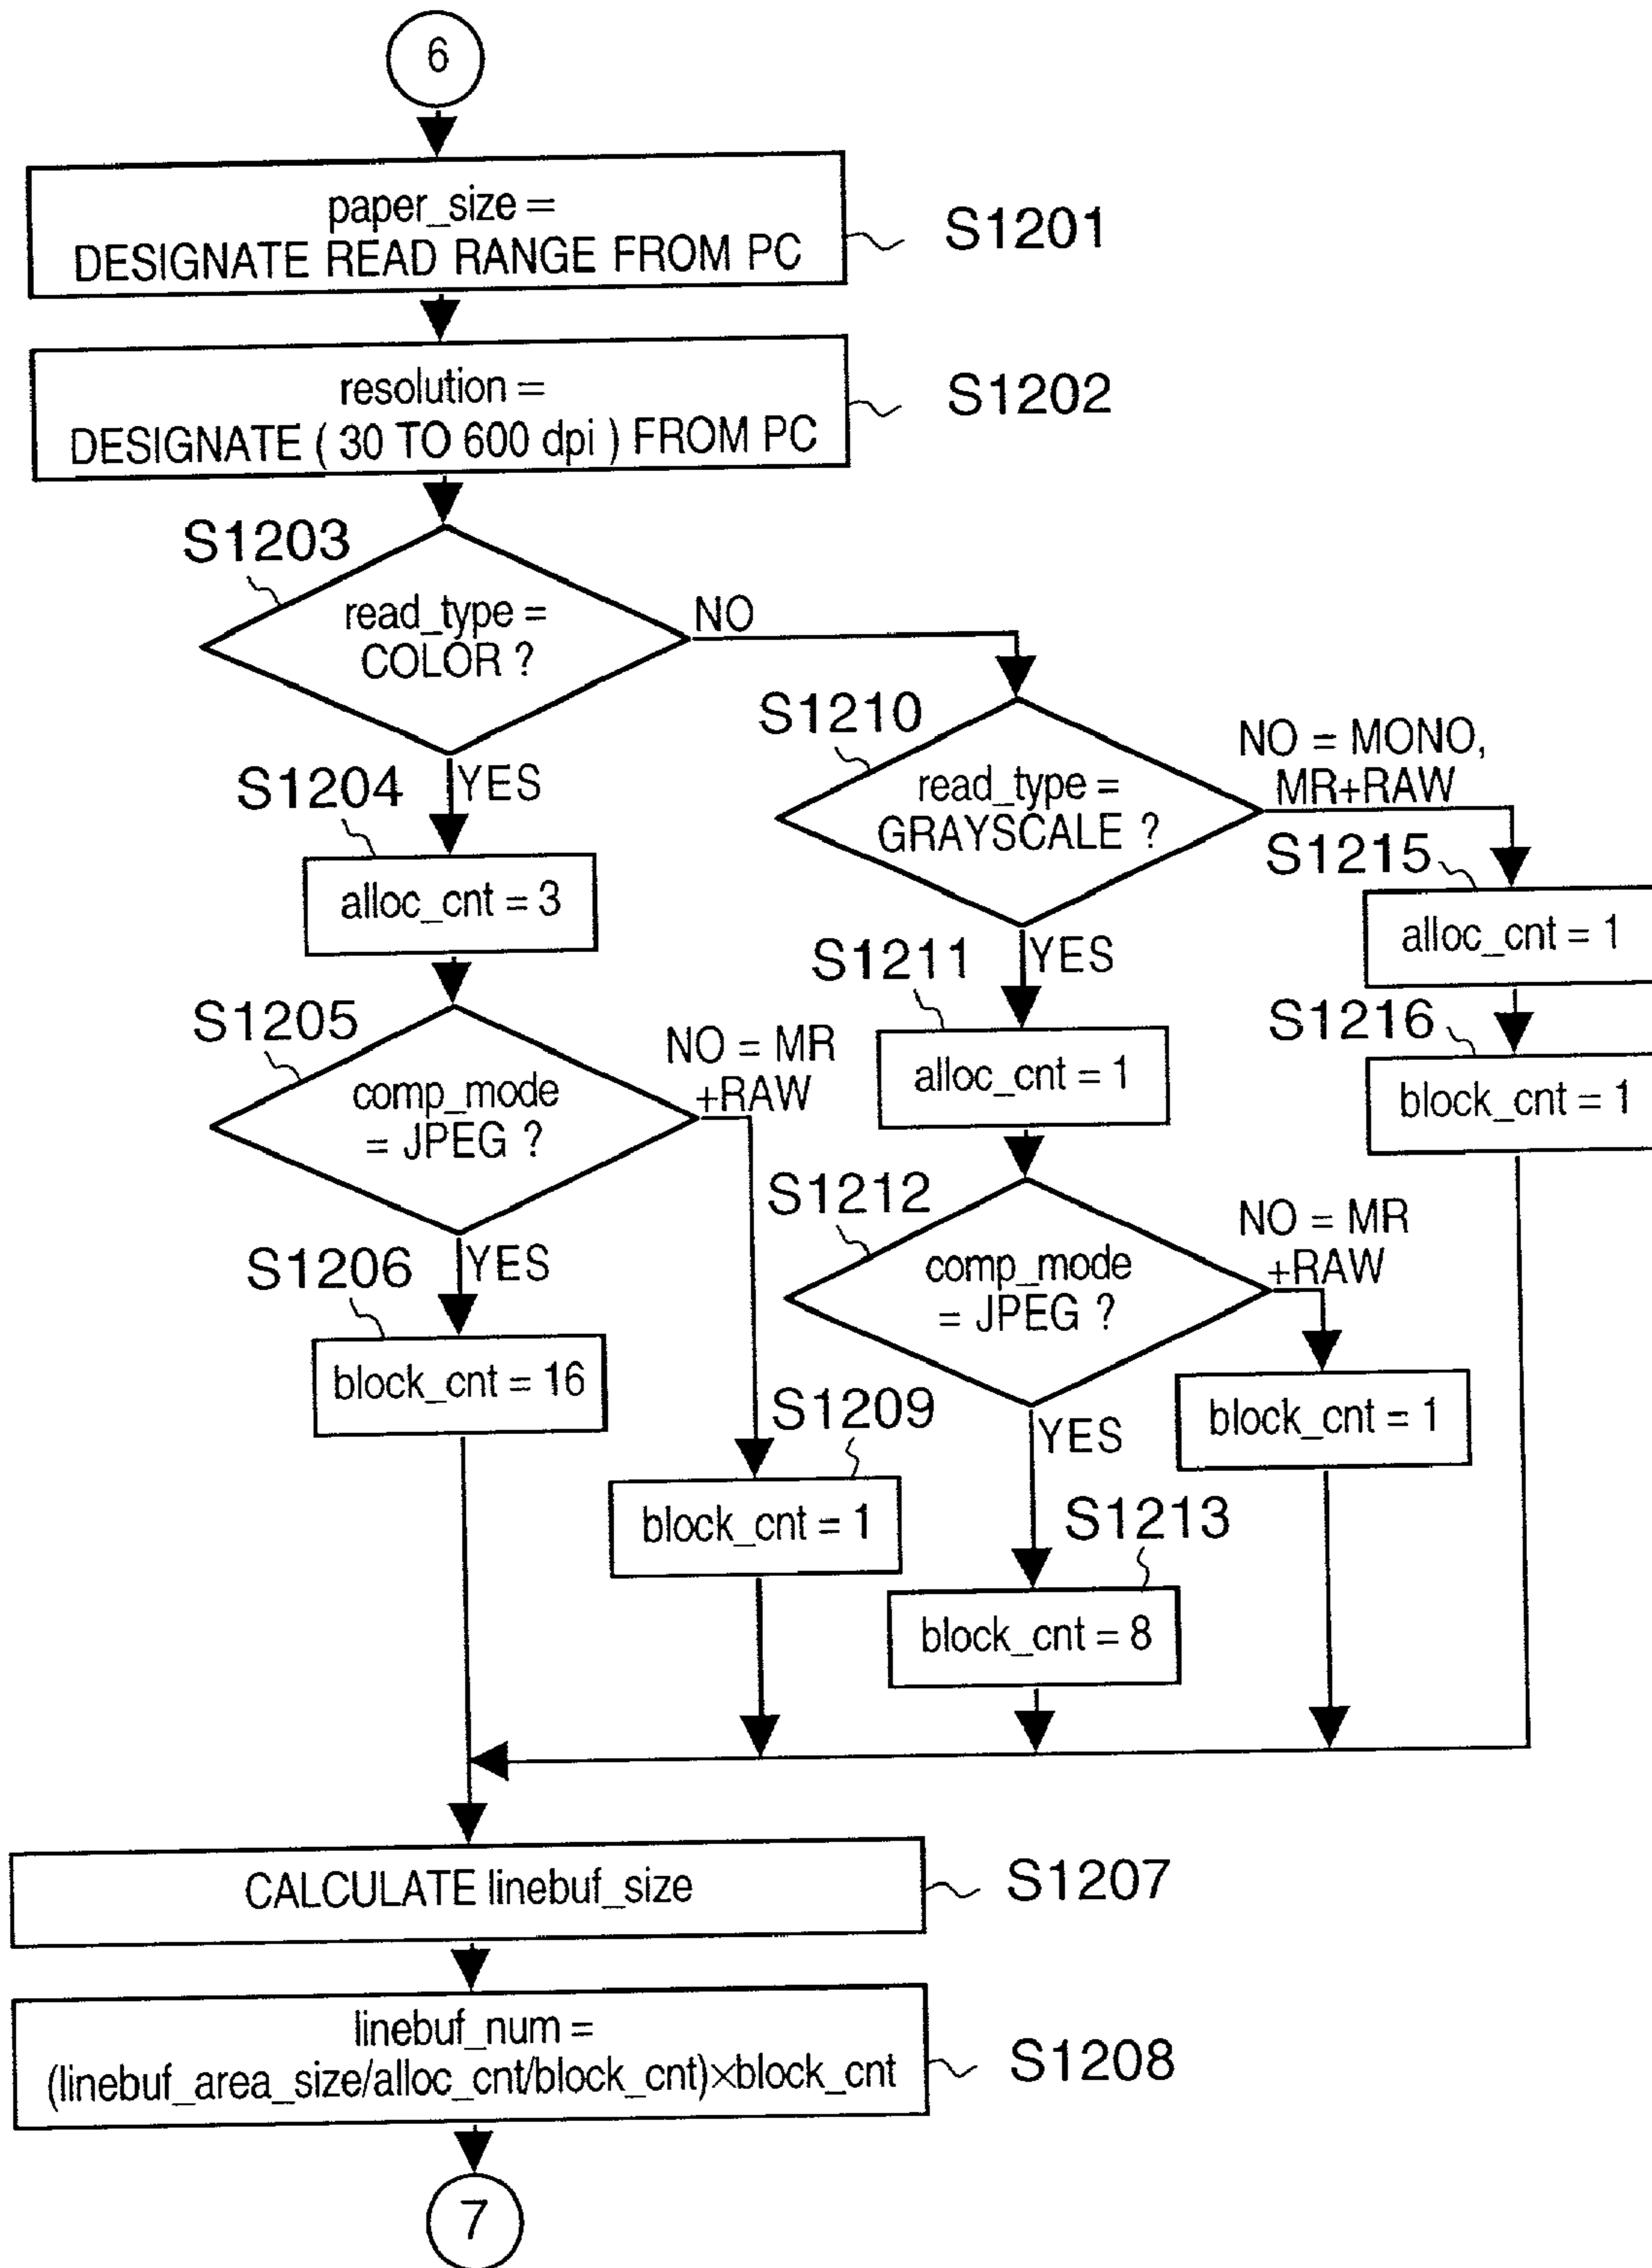 6
paper_size =
DESIGNATE READ RANGE FROM PC
S1201
resolution =
DESIGNATE ( 30 TO 600 dpi ) FROM PC
S1202
S1203
read_type =
COLOR ?
NO
YES
S1204
alloc_cnt = 3
S1205
comp_mode
= JPEG ?
NO = MR
+RAW
YES
S1206
block_cnt = 16
S1209
block_cnt = 1
S1210
read_type =
GRAYSCALE ?
NO = MONO,
MR+RAW
YES
S1211
alloc_cnt = 1
S1212
comp_mode
= JPEG ?
NO = MR
+RAW
YES
block_cnt = 1
S1213
block_cnt = 8
S1215
alloc_cnt = 1
S1216
block_cnt = 1
CALCULATE linebuf_size
S1207
linebuf_num =
(linebuf_area_size/alloc_cnt/block_cnt)×block_cnt
S1208
7